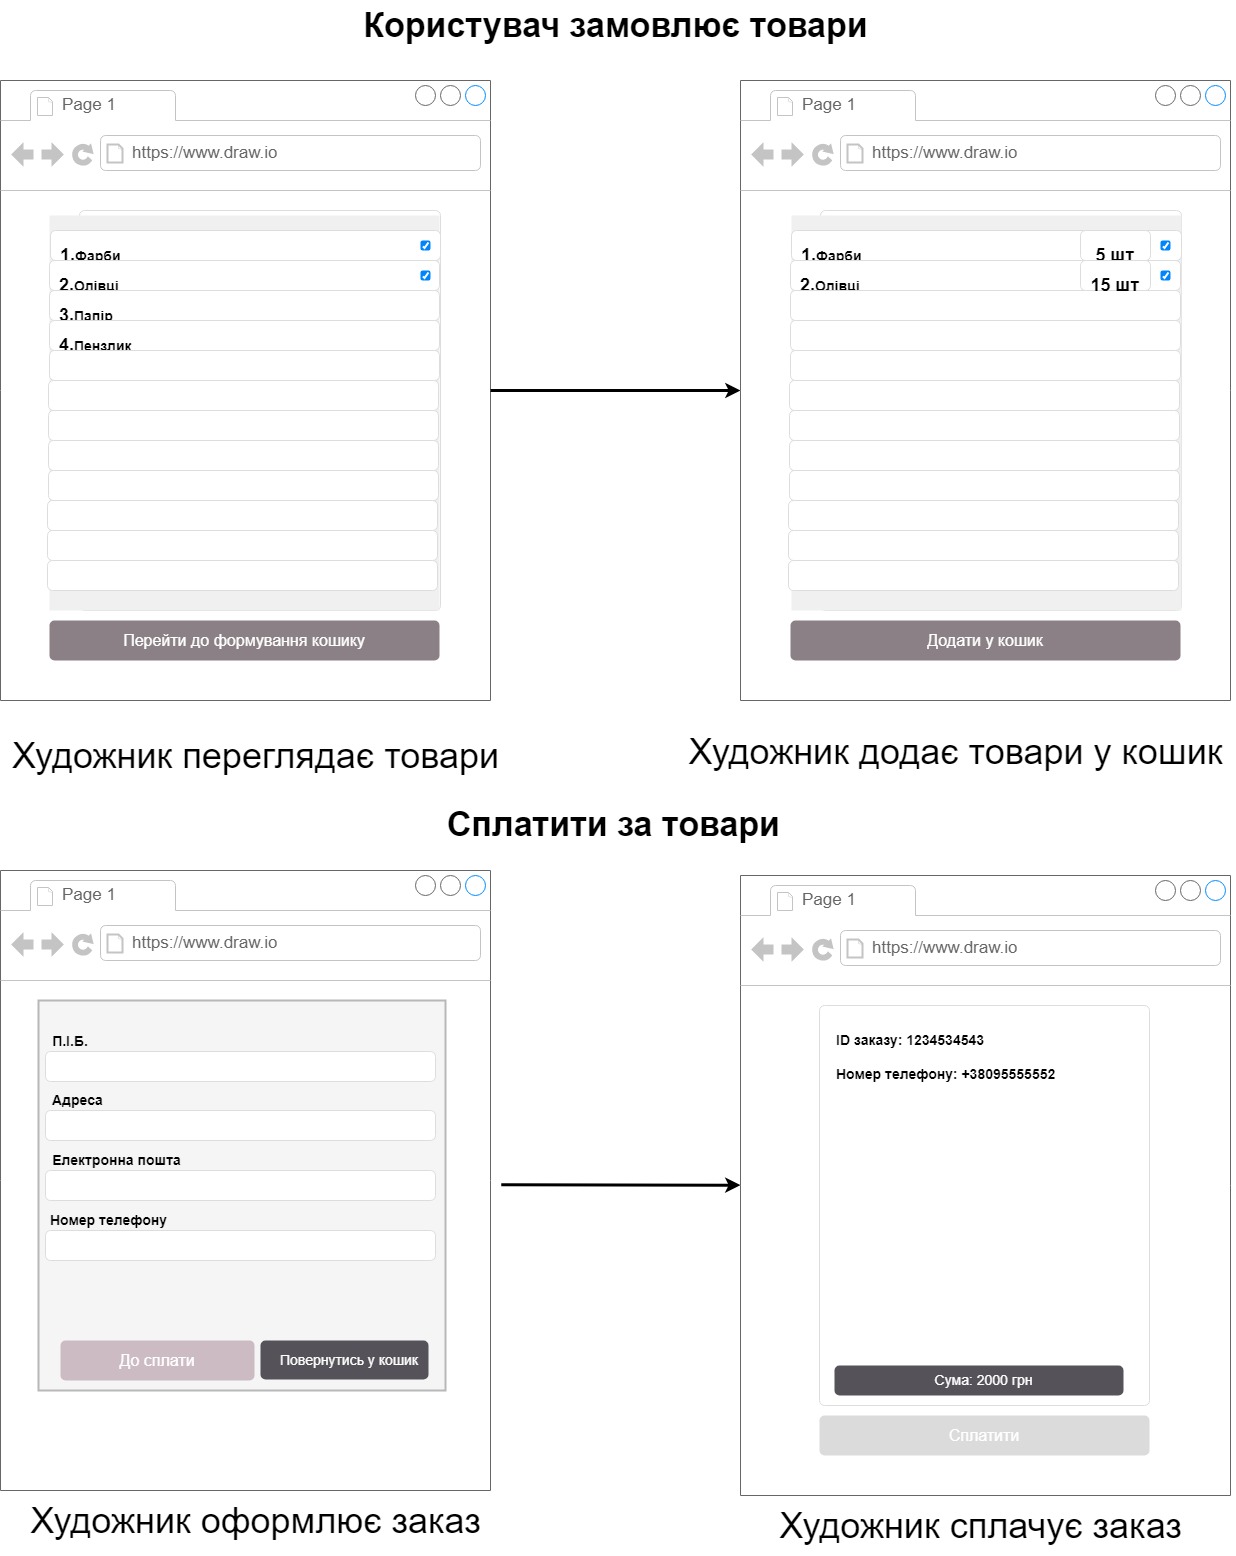 Користувач замовлює товари
Page 1
https://www.draw.io
1.Фарби
2.Олівці
3.Папір
4.Пензлик
Перейти до формування кошику
Page 1
https://www.draw.io
1.Фарби 5 шт
2.Олівці 15 шт
Додати у кошик
Художник переглядає товари
Художник додає товари у кошик
Сплатити за товари
Page 1
https://www.draw.io
П.І.Б.
Адреса
Електронна пошта
Номер телефону
До сплати
Повернутись у кошик
Page 1
https://www.draw.io
ID заказу: 1234534543
Номер телефону: +38095555552
Сума: 2000 грн
Сплатити
Художник оформлює заказ
Художник сплачує заказ